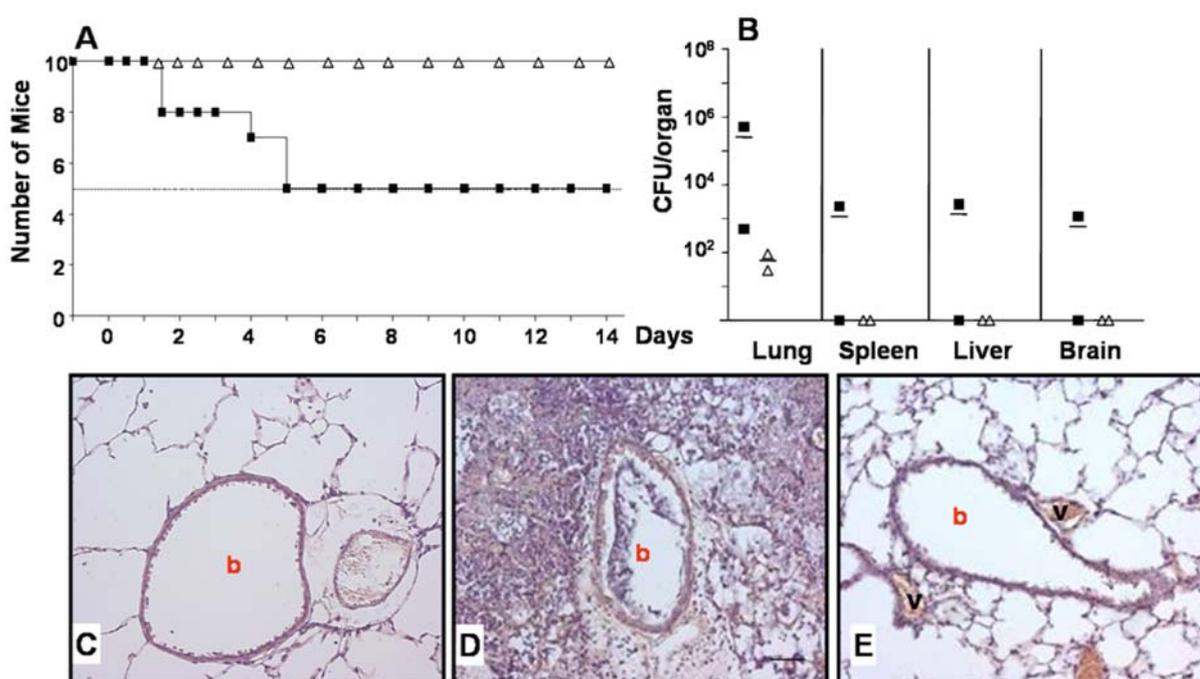 A
Number of Mice
10
8
6
4
2
0
0 2 4 6 8 10 12 14 Days
B
CFU/organ
10⁸
10⁶
10⁴
10²
Lung Spleen Liver Brain
b
C
b
D
b
v
v
E